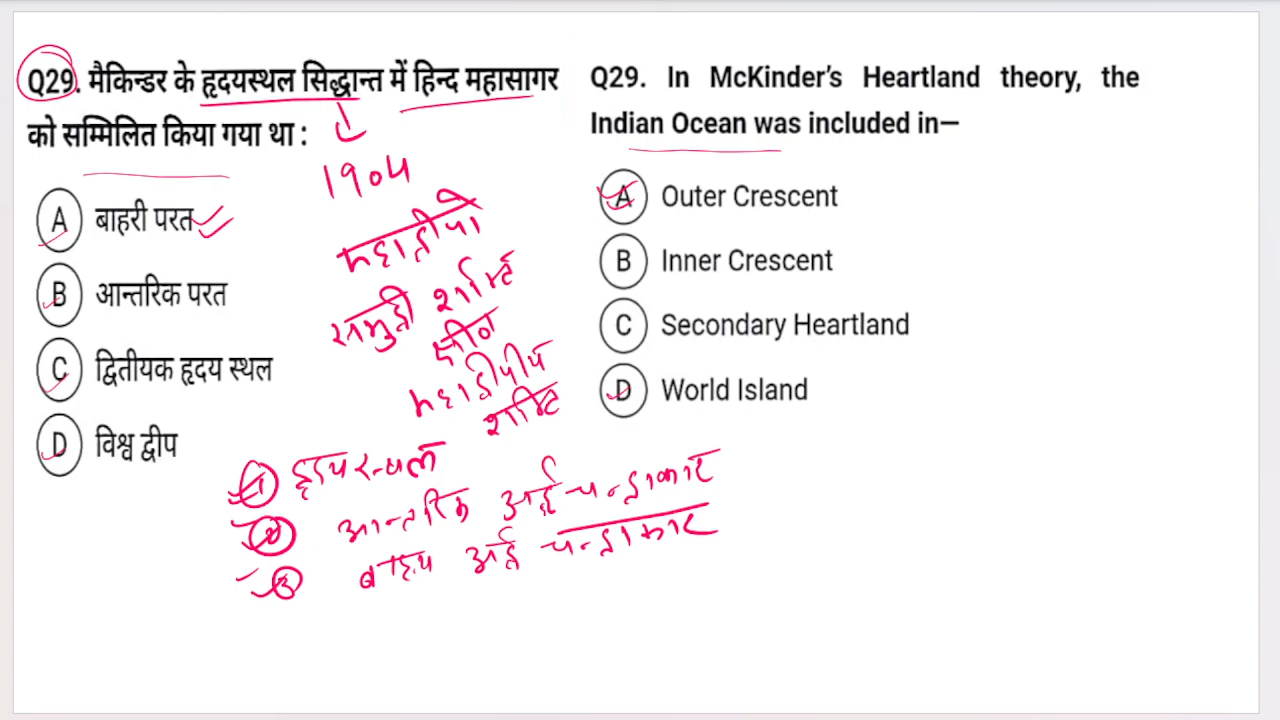 Q29. मैकिन्डर के हृदयस्थल सिद्धान्त में हिन्द महासागर
को सम्मिलित किया गया था :
A बाहरी परत
B आन्तरिक परत
C द्वितीयक हृदय स्थल
D विश्व द्वीप
Q29. In McKinder's Heartland theory, the
Indian Ocean was included in—
A Outer Crescent
B Inner Crescent
C Secondary Heartland
D World Island
1904
समुद्री शक्ति
क्षीण
महाद्वीपीय
शक्ति
हृदयस्थल
आन्तरिक अर्द्ध चन्द्राकार
बाह्य अर्द्ध चन्द्राकार